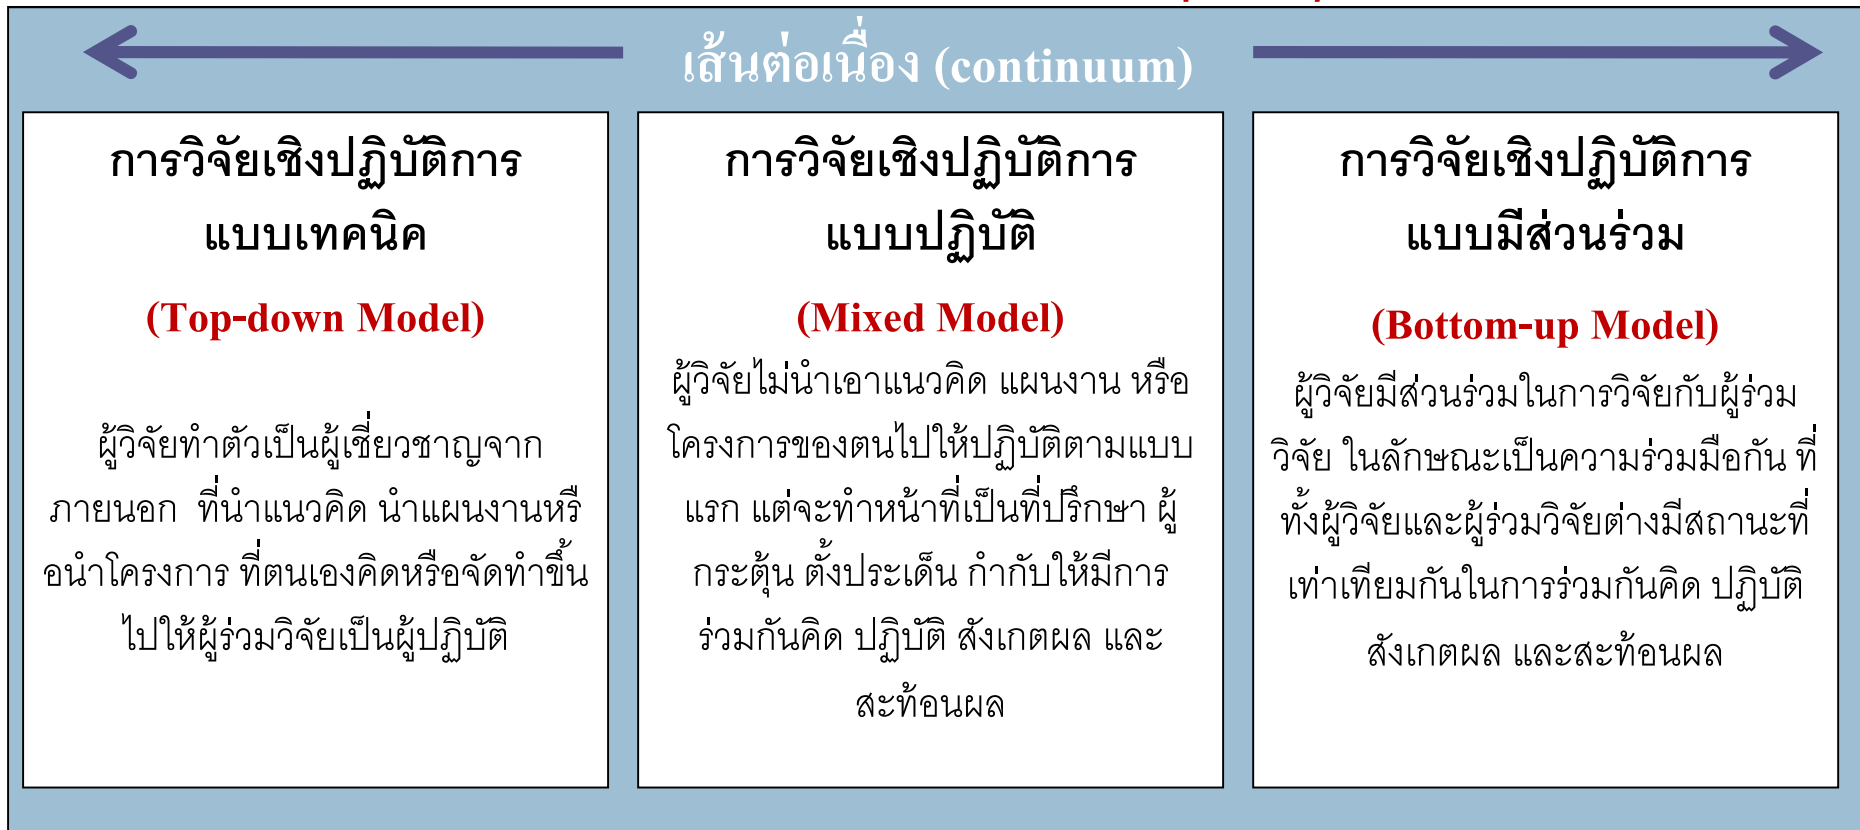 เส้นต่อเนื่อง (continuum)
การวิจัยเชิงปฏิบัติการ
แบบเทคนิค
(Top-down Model)
ผู้วิจัยทำตัวเป็นผู้เชี่ยวชาญจาก
ภายนอก ที่นำแนวคิด นำแผนงานหรื
อนำโครงการ ที่ตนเองคิดหรือจัดทำขึ้น
ไปให้ผู้ร่วมวิจัยเป็นผู้ปฏิบัติ
การวิจัยเชิงปฏิบัติการ
แบบปฏิบัติ
(Mixed Model)
ผู้วิจัยไม่นำเอาแนวคิด แผนงาน หรือ
โครงการของตนไปให้ปฏิบัติตามแบบ
แรก แต่จะทำหน้าที่เป็นที่ปรึกษา ผู้
กระตุ้น ตั้งประเด็น กำกับให้มีการ
ร่วมกันคิด ปฏิบัติ สังเกตผล และ
สะท้อนผล
การวิจัยเชิงปฏิบัติการ
แบบมีส่วนร่วม
(Bottom-up Model)
ผู้วิจัยมีส่วนร่วมในการวิจัยกับผู้ร่วม
วิจัย ในลักษณะเป็นความร่วมมือกัน ที่
ทั้งผู้วิจัยและผู้ร่วมวิจัยต่างมีสถานะที่
เท่าเทียมกันในการร่วมกันคิด ปฏิบัติ
สังเกตผล และสะท้อนผล